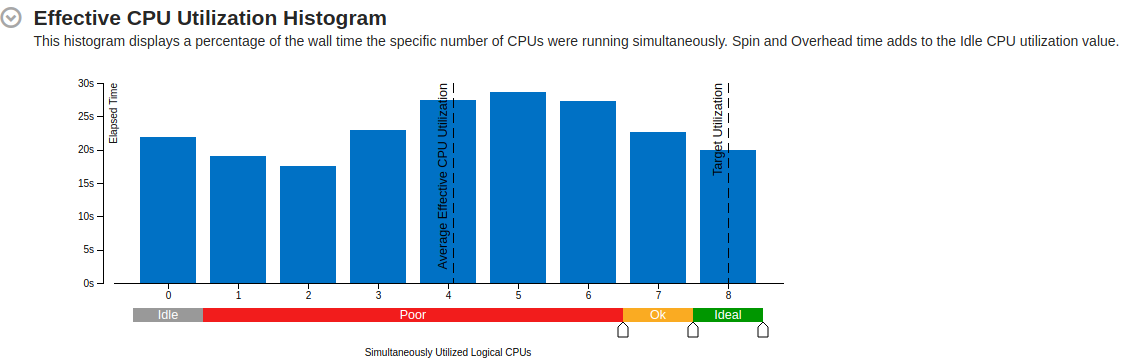 Effective CPU Utilization Histogram
This histogram displays a percentage of the wall time the specific number of CPUs were running simultaneously. Spin and Overhead time adds to the Idle CPU utilization value.
30s
25s
20s
15s
10s
5s
0s
Elapsed Time
Average Effective CPU Utilization
Target Utilization
0 1 2 3 4 5 6 7 8
Idle Poor Ok Ideal
Simultaneously Utilized Logical CPUs